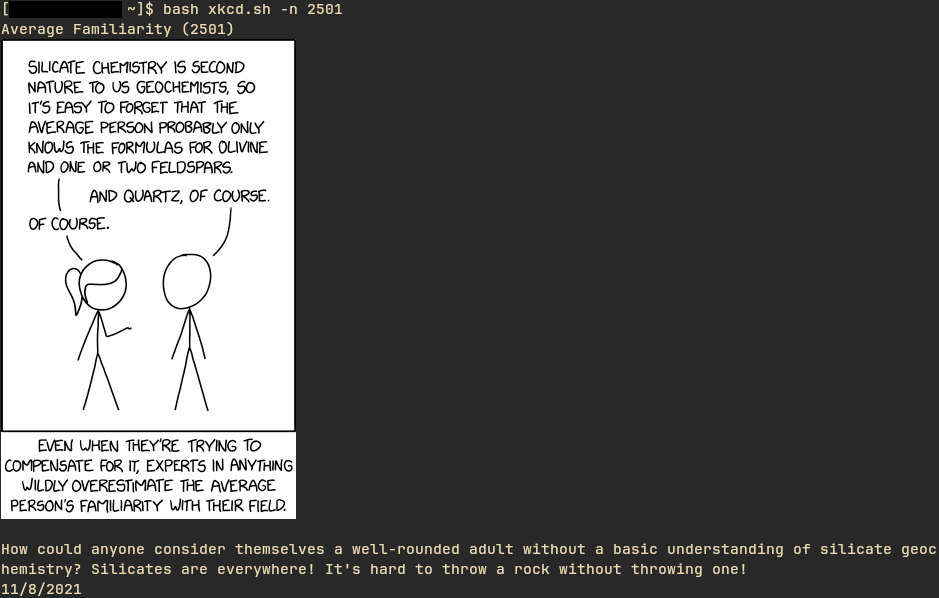 [ ~]$ bash xkcd.sh -n 2501
Average Familiarity (2501)
SILICATE CHEMISTRY IS SECOND
NATURE TO US GEOCHEMISTS, SO
IT'S EASY TO FORGET THAT THE
AVERAGE PERSON PROBABLY ONLY
KNOWS THE FORMULAS FOR OLIVINE
AND ONE OR TWO FELDSPARS.
AND QUARTZ, OF COURSE.
OF COURSE.
EVEN WHEN THEY'RE TRYING TO
COMPENSATE FOR IT, EXPERTS IN ANYTHING
WILDLY OVERESTIMATE THE AVERAGE
PERSON'S FAMILIARITY WITH THEIR FIELD.
How could anyone consider themselves a well-rounded adult without a basic understanding of silicate geoc
hemistry? Silicates are everywhere! It's hard to throw a rock without throwing one!
11/8/2021